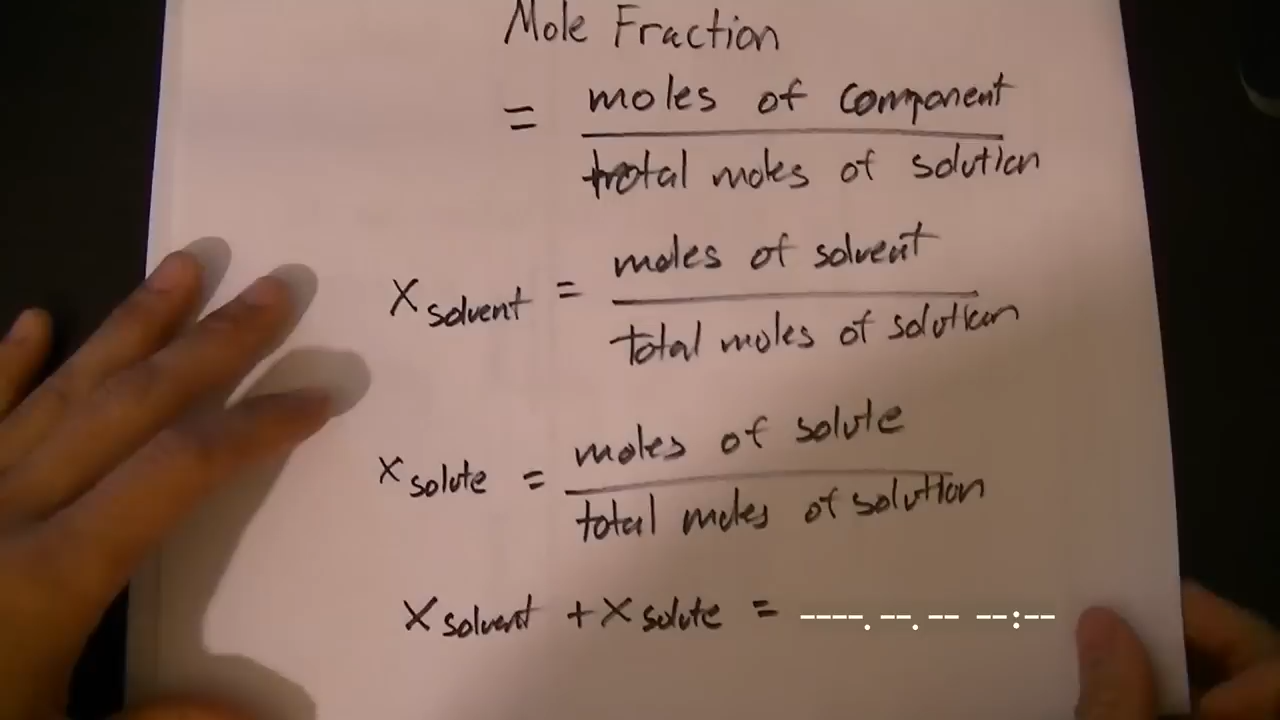 Mole Fraction
= moles of component
total moles of solution
X solvent = moles of solvent
total moles of solution
X solute = moles of solute
total moles of solution
X solvent + X solute = ----.--.-- --:--